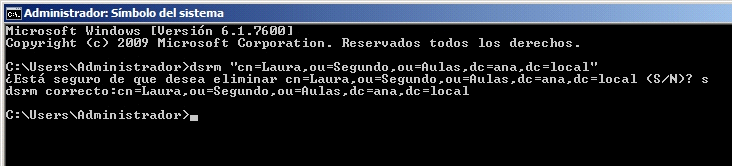 Administrador: Símbolo del sistema
Microsoft Windows [Versión 6.1.7600]
Copyright (c) 2009 Microsoft Corporation. Reservados todos los derechos.
C:\Users\Administrador>dsrm "cn=Laura,ou=Segundo,ou=Aulas,dc=ana,dc=local"
¿Está seguro de que desea eliminar cn=Laura,ou=Segundo,ou=Aulas,dc=ana,dc=local (S/N)? s
dsrm correcto:cn=Laura,ou=Segundo,ou=Aulas,dc=ana,dc=local
C:\Users\Administrador>